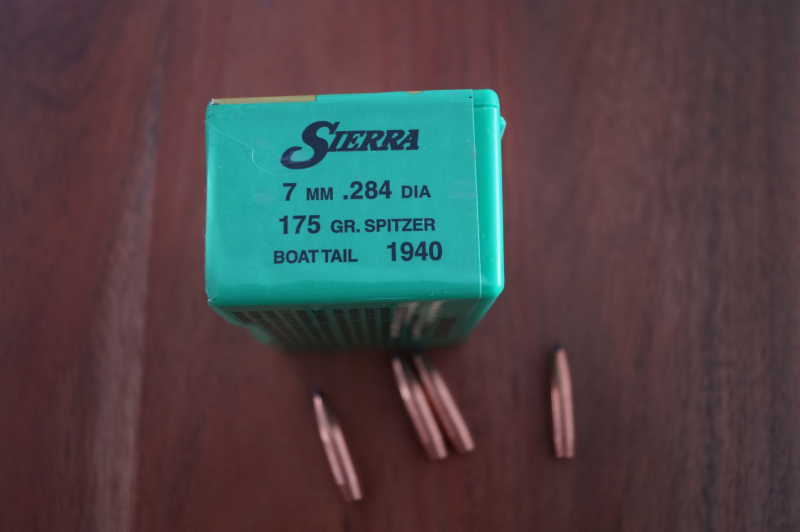 SIERRA
7 MM .284 DIA
175 GR. SPITZER
BOAT TAIL 1940